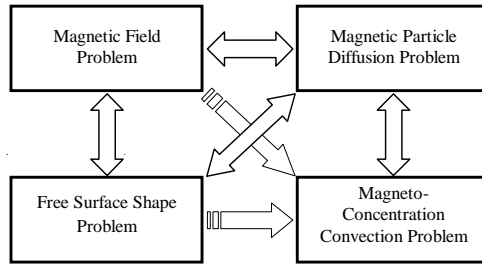 Magnetic Field
Problem
Magnetic Particle
Diffusion Problem
Free Surface Shape
Problem
Magneto-
Concentration
Convection Problem